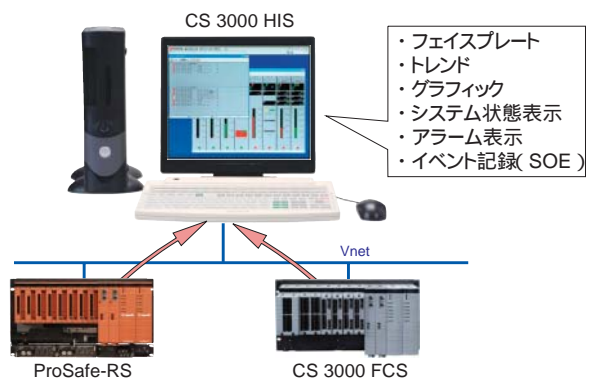 CS 3000 HIS
・フェイスプレート
・トレンド
・グラフィック
・システム状態表示
・アラーム表示
・イベント記録( SOE )
Vnet
ProSafe-RS
CS 3000 FCS